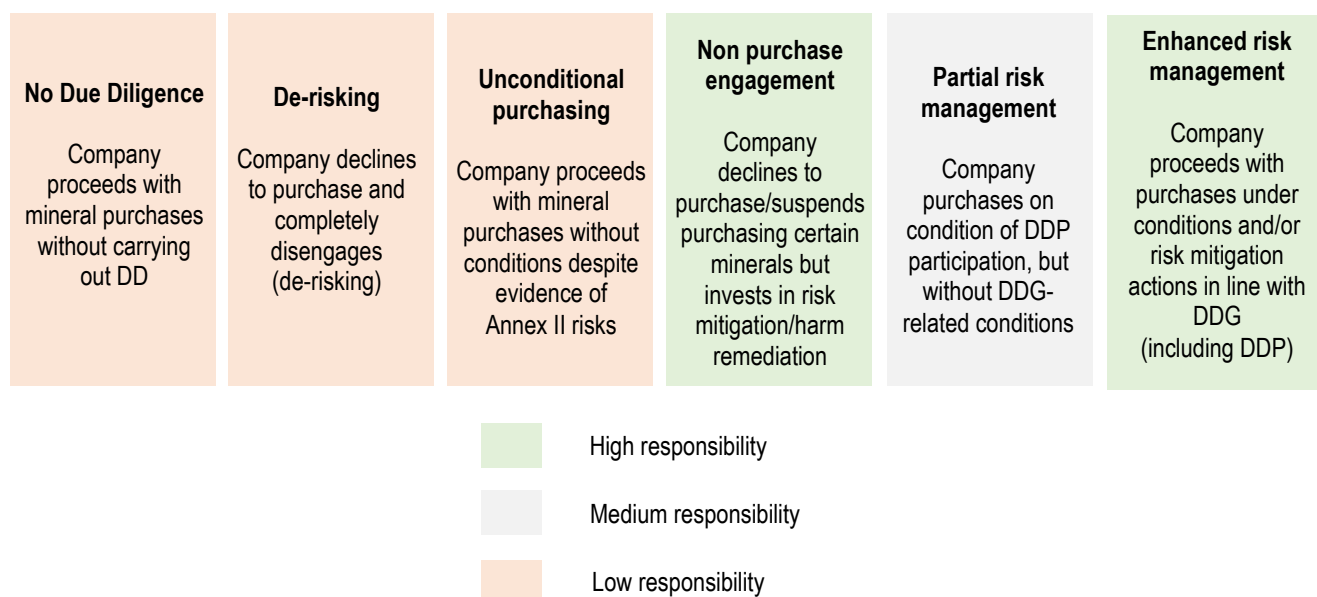 No Due Diligence
Company
proceeds with
mineral purchases
without carrying
out DD
De-risking
Company declines
to purchase and
completely
disengages
(de-risking)
Unconditional
purchasing
Company proceeds
with mineral
purchases without
conditions despite
evidence of
Annex II risks
Non purchase
engagement
Company
declines to
purchase/suspends
purchasing certain
minerals but
invests in risk
mitigation/harm
remediation
Partial risk
management
Company
purchases on
condition of DDP
participation, but
without DDG-
related conditions
Enhanced risk
management
Company
proceeds with
purchases under
conditions and/or
risk mitigation
actions in line with
DDG
(including DDP)
High responsibility
Medium responsibility
Low responsibility